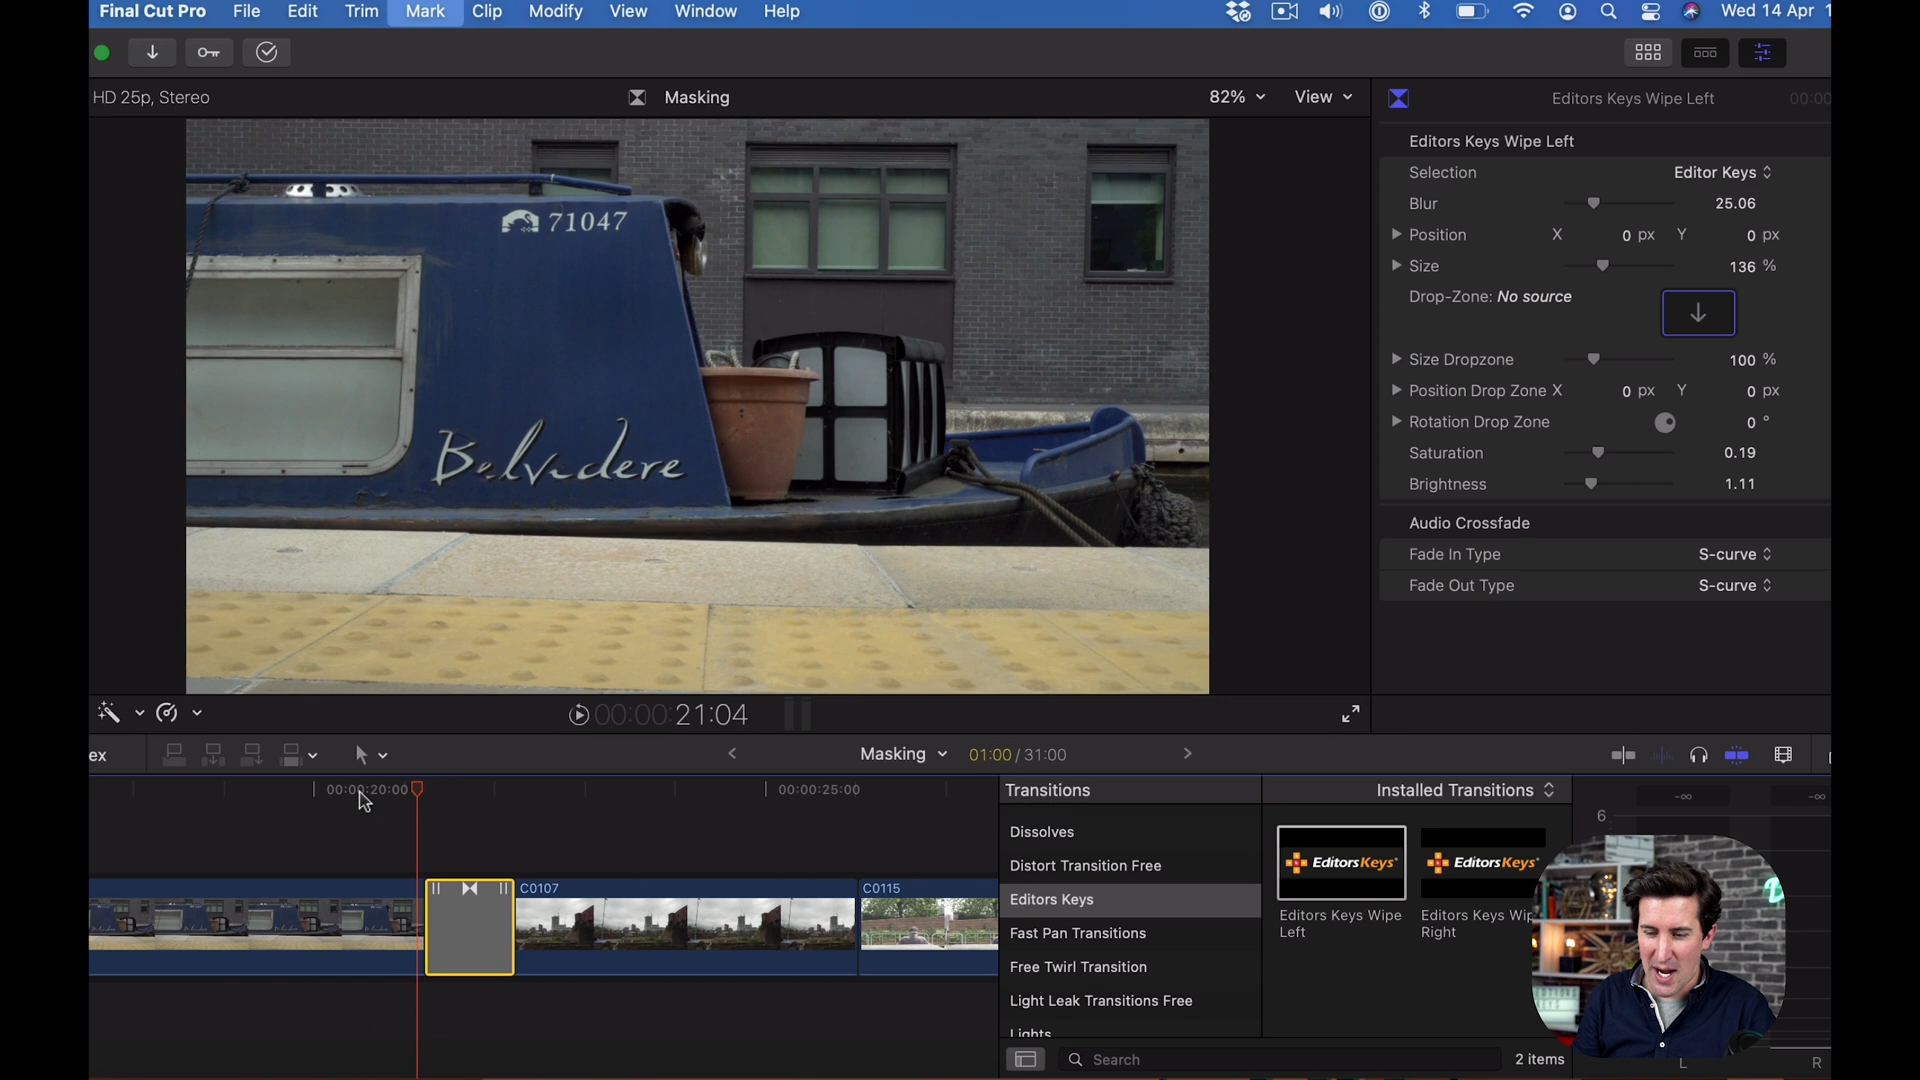 Final Cut Pro File Edit Trim Mark Clip Modify View Window Help Wed 14 Apr 1
HD 25p, Stereo Masking 82% View Editors Keys Wipe Left 00:00
Editors Keys Wipe Left
Selection Editor Keys
Blur 25.06
Position X 0 px Y 0 px
Size 136 %
Drop-Zone: No source
Size Dropzone 100 %
Position Drop Zone X 0 px Y 0 px
Rotation Drop Zone 0 °
Saturation 0.19
Brightness 1.11
Audio Crossfade
Fade In Type S-curve
Fade Out Type S-curve
71047
Belvidere
00:00:00:21:04
ex Masking 01:00 / 31:00
00:00:20:00 00:00:25:00
C0107 C0115
Transitions Installed Transitions
Dissolves
Distort Transition Free
Editors Keys
Fast Pan Transitions
Free Twirl Transition
Light Leak Transitions Free
Lights
EditorsKeys EditorsKeys
Editors Keys Wipe Left
Editors Keys Wip Right
Search 2 items
-∞ -∞
6
L R